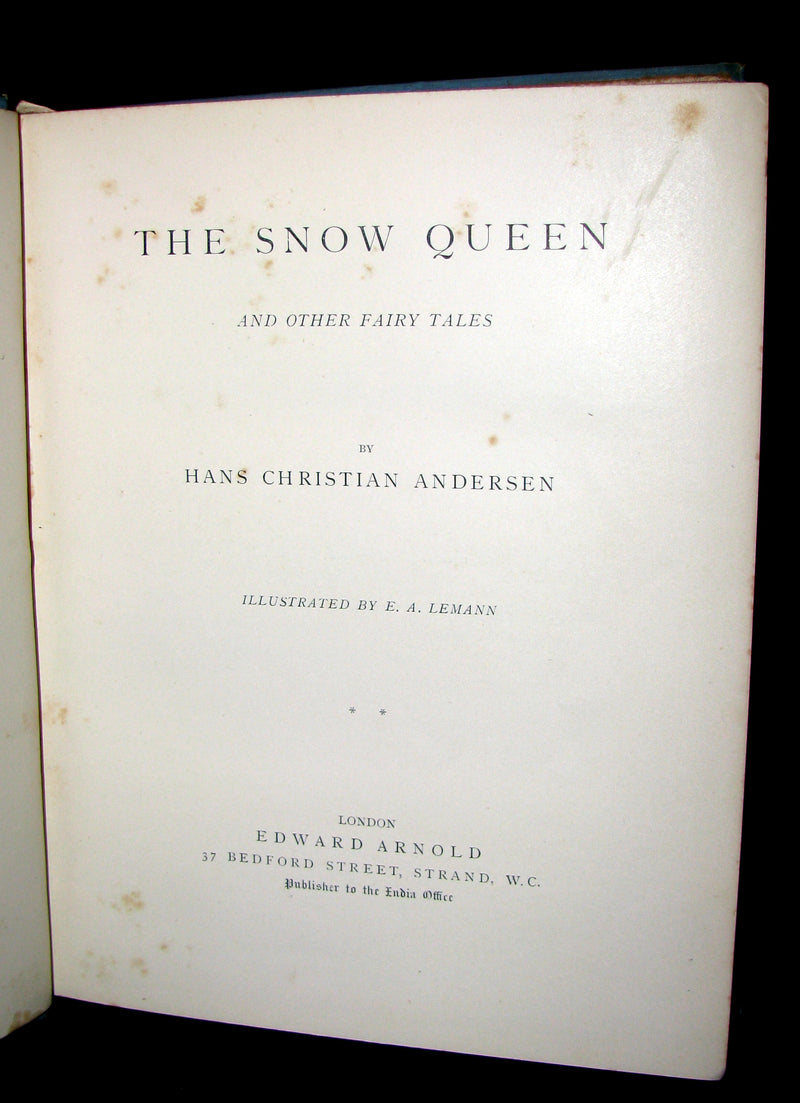 THE SNOW QUEEN
AND OTHER FAIRY TALES
BY
HANS CHRISTIAN ANDERSEN
ILLUSTRATED BY E. A. LEMANN
* *
LONDON
EDWARD ARNOLD
37 BEDFORD STREET, STRAND, W.C.
Publisher to the India Office